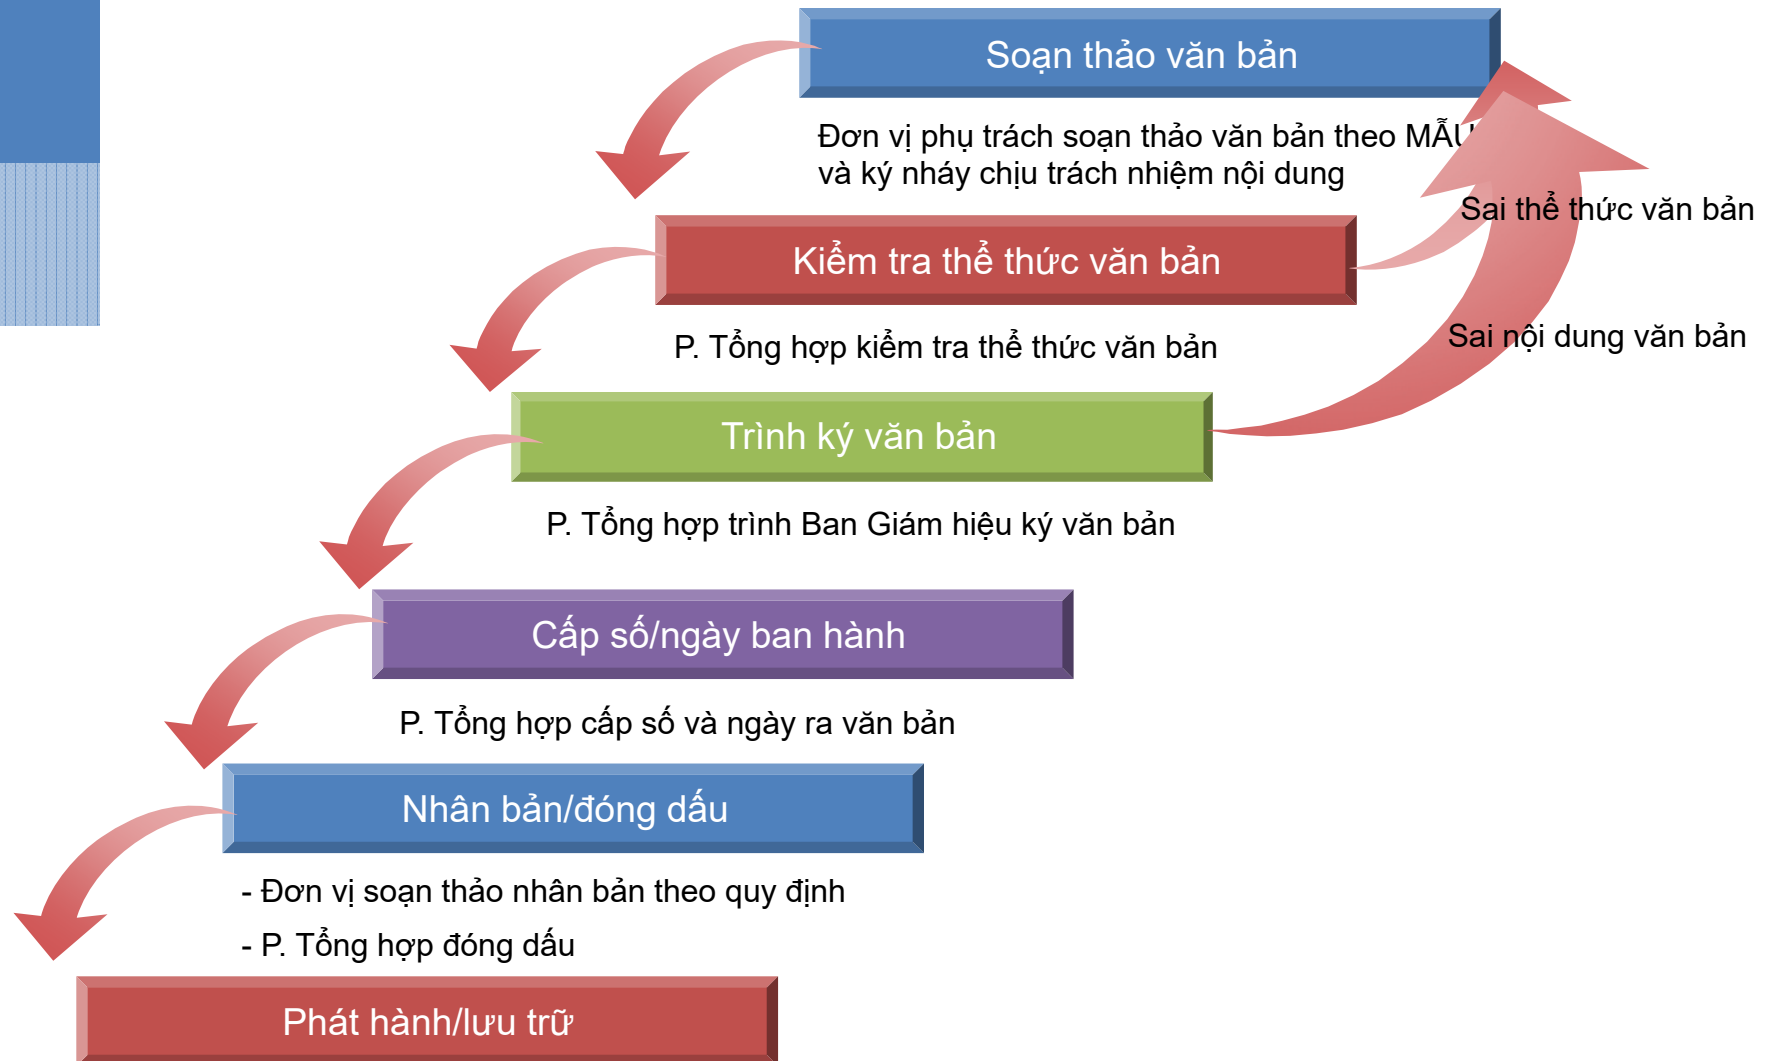 Soạn thảo văn bản
Đơn vị phụ trách soạn thảo văn bản theo MẪU
và ký nháy chịu trách nhiệm nội dung
Sai thể thức văn bản
Kiểm tra thể thức văn bản
Sai nội dung văn bản
P. Tổng hợp kiểm tra thể thức văn bản
Trình ký văn bản
P. Tổng hợp trình Ban Giám hiệu ký văn bản
Cấp số/ngày ban hành
P. Tổng hợp cấp số và ngày ra văn bản
Nhân bản/đóng dấu
- Đơn vị soạn thảo nhân bản theo quy định
- P. Tổng hợp đóng dấu
Phát hành/lưu trữ